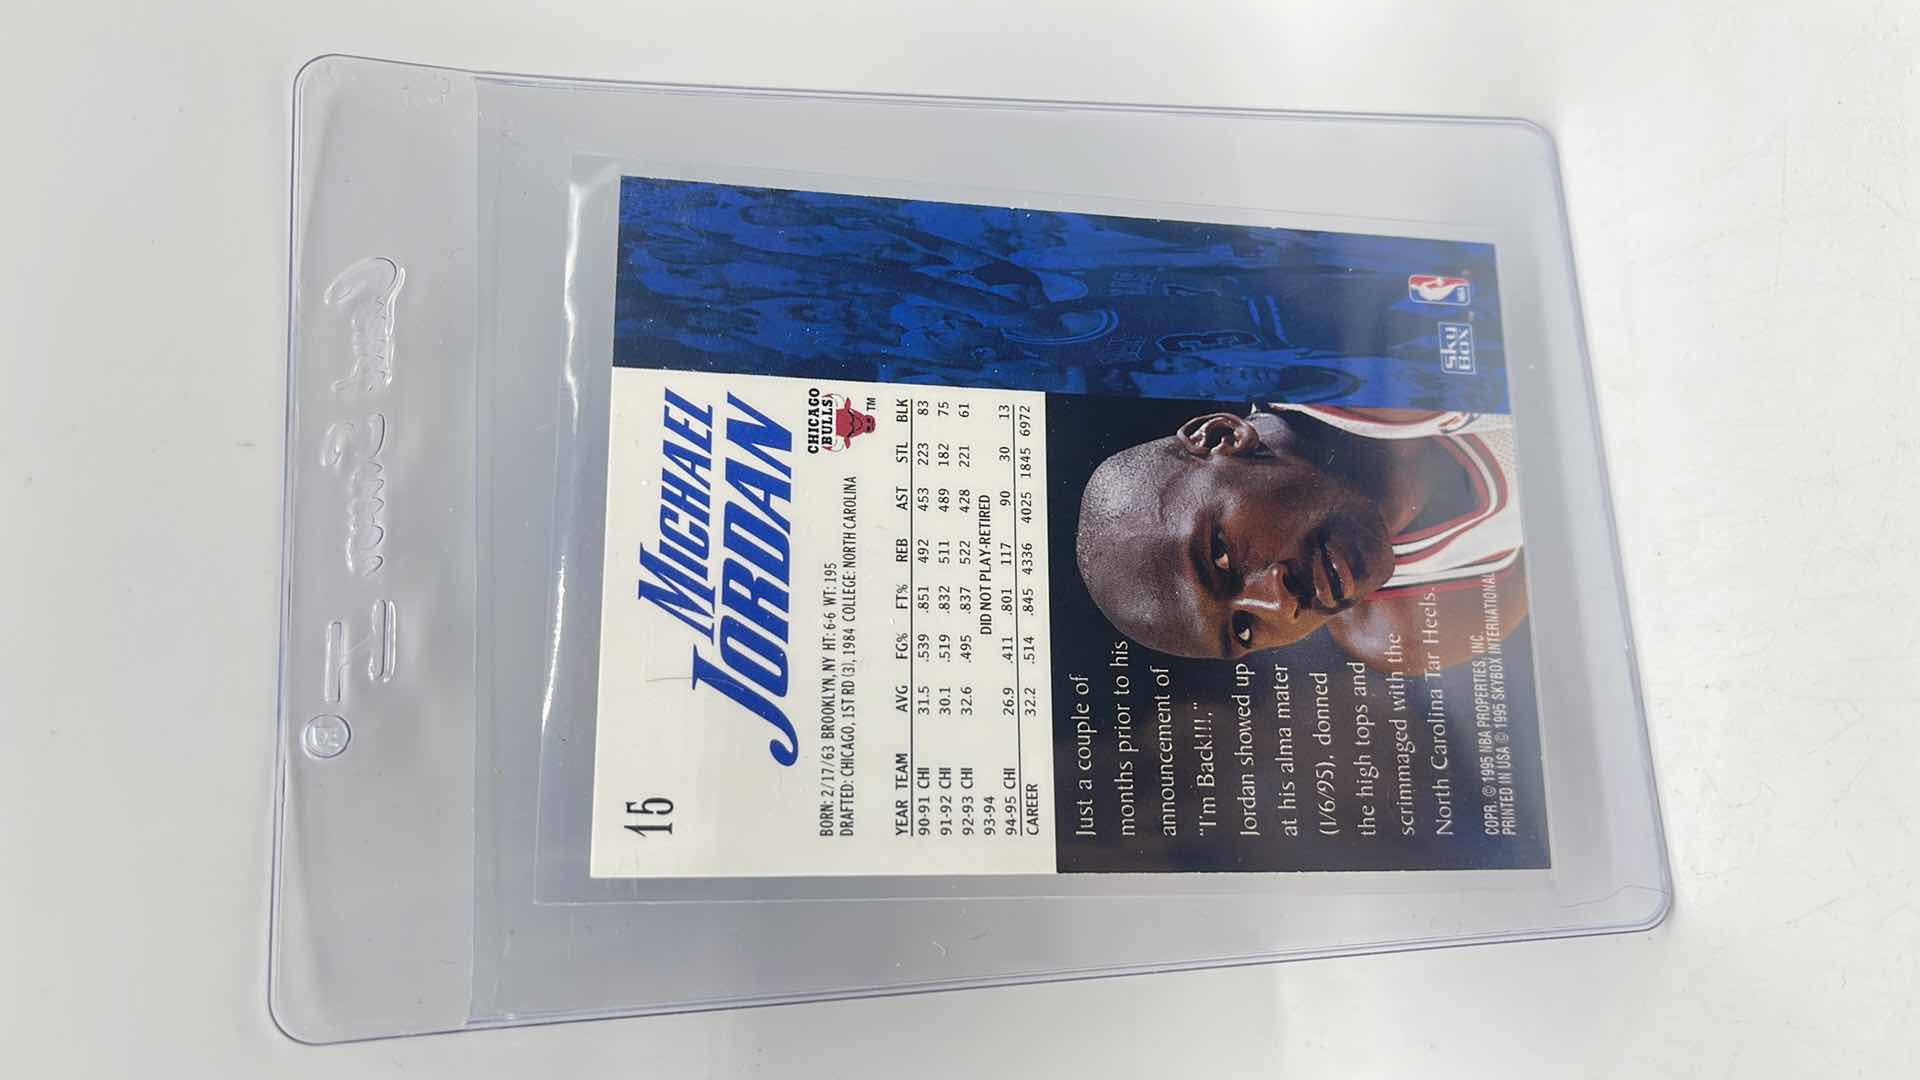 15
MICHAEL
JORDAN
CHICAGO
BULLS
TM
BORN: 2/17/63 BROOKLYN, NY HT: 6-6 WT: 195
DRAFTED: CHICAGO, 1ST RD (3), 1984 COLLEGE: NORTH CAROLINA
YEAR TEAM AVG FG% FT% REB AST STL BLK
90-91 CHI 31.5 .539 .851 492 453 223 83
91-92 CHI 30.1 .519 .832 511 489 182 75
92-93 CHI 32.6 .495 .837 522 428 221 61
93-94 DID NOT PLAY-RETIRED
94-95 CHI 26.9 .411 .801 117 90 30 13
CAREER 32.2 .514 .845 4336 4025 1845 6972
Just a couple of
months prior to his
announcement of
"I'm Back!!!,"
Jordan showed up
at his alma mater
(1/6/95), donned
the high tops and
scrimmaged with the
North Carolina Tar Heels.
COPR. © 1995 NBA PROPERTIES, INC.
PRINTED IN USA © 1995 SKYBOX INTERNATIONAL
Sky
BOX
TM
NBA
®